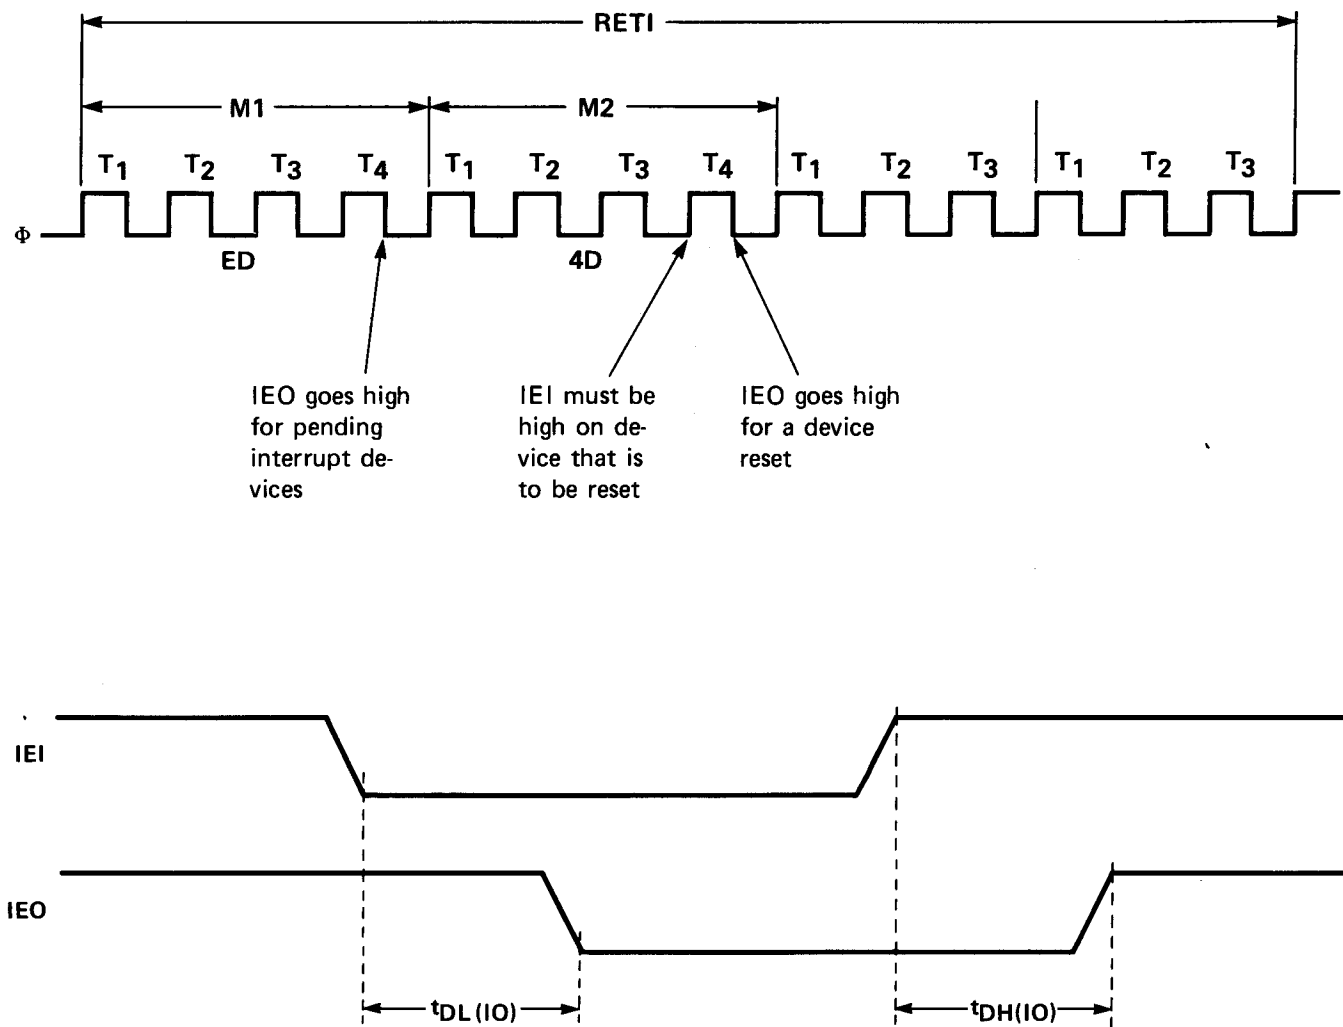 RETI
M1 M2
T1 T2 T3 T4 T1 T2 T3 T4 T1 T2 T3 T1 T2 T3
Φ
ED 4D
IEO goes high
for pending
interrupt de-
vices
IEI must be
high on de-
vice that is
to be reset
IEO goes high
for a device
reset
IEI
IEO
tDL(IO) tDH(IO)